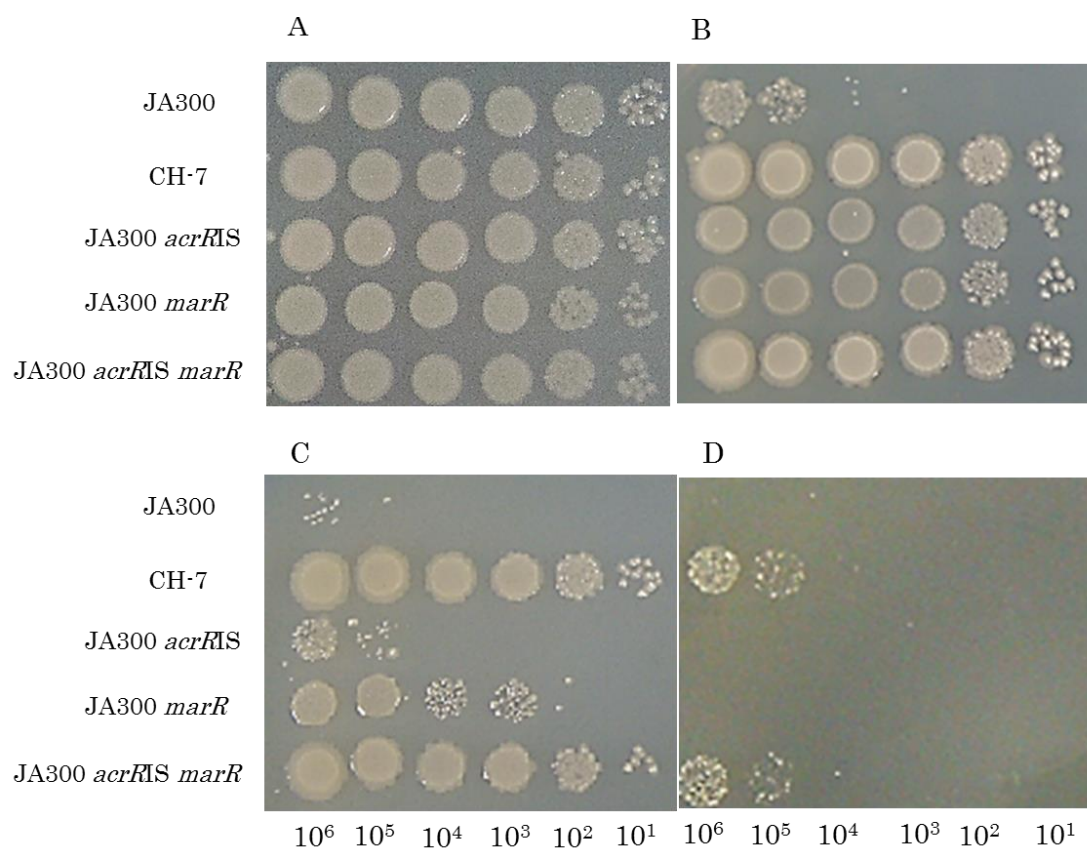 A B
JA300
CH-7
JA300 acrRIS
JA300 marR
JA300 acrRIS marR
C D
JA300
CH-7
JA300 acrRIS
JA300 marR
JA300 acrRIS marR
10⁶ 10⁵ 10⁴ 10³ 10² 10¹ 10⁶ 10⁵ 10⁴ 10³ 10² 10¹